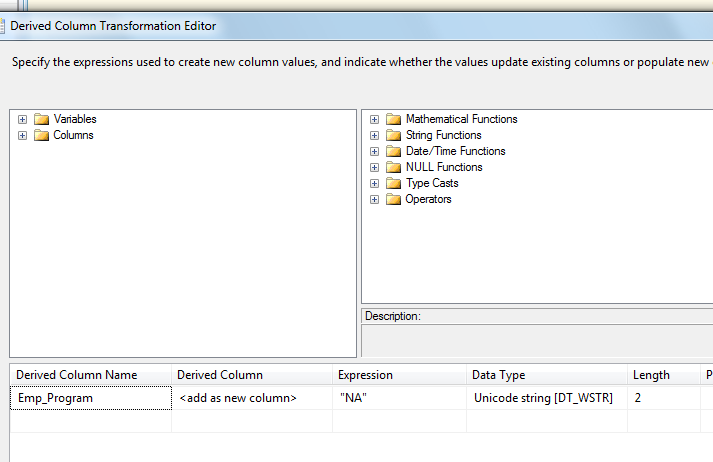 Derived Column Transformation Editor
Specify the expressions used to create new column values, and indicate whether the values update existing columns or populate new
Variables
Columns
Mathematical Functions
String Functions
Date/Time Functions
NULL Functions
Type Casts
Operators
Description:
Derived Column Name Derived Column Expression Data Type Length P
Emp_Program <add as new column> "NA" Unicode string [DT_WSTR] 2